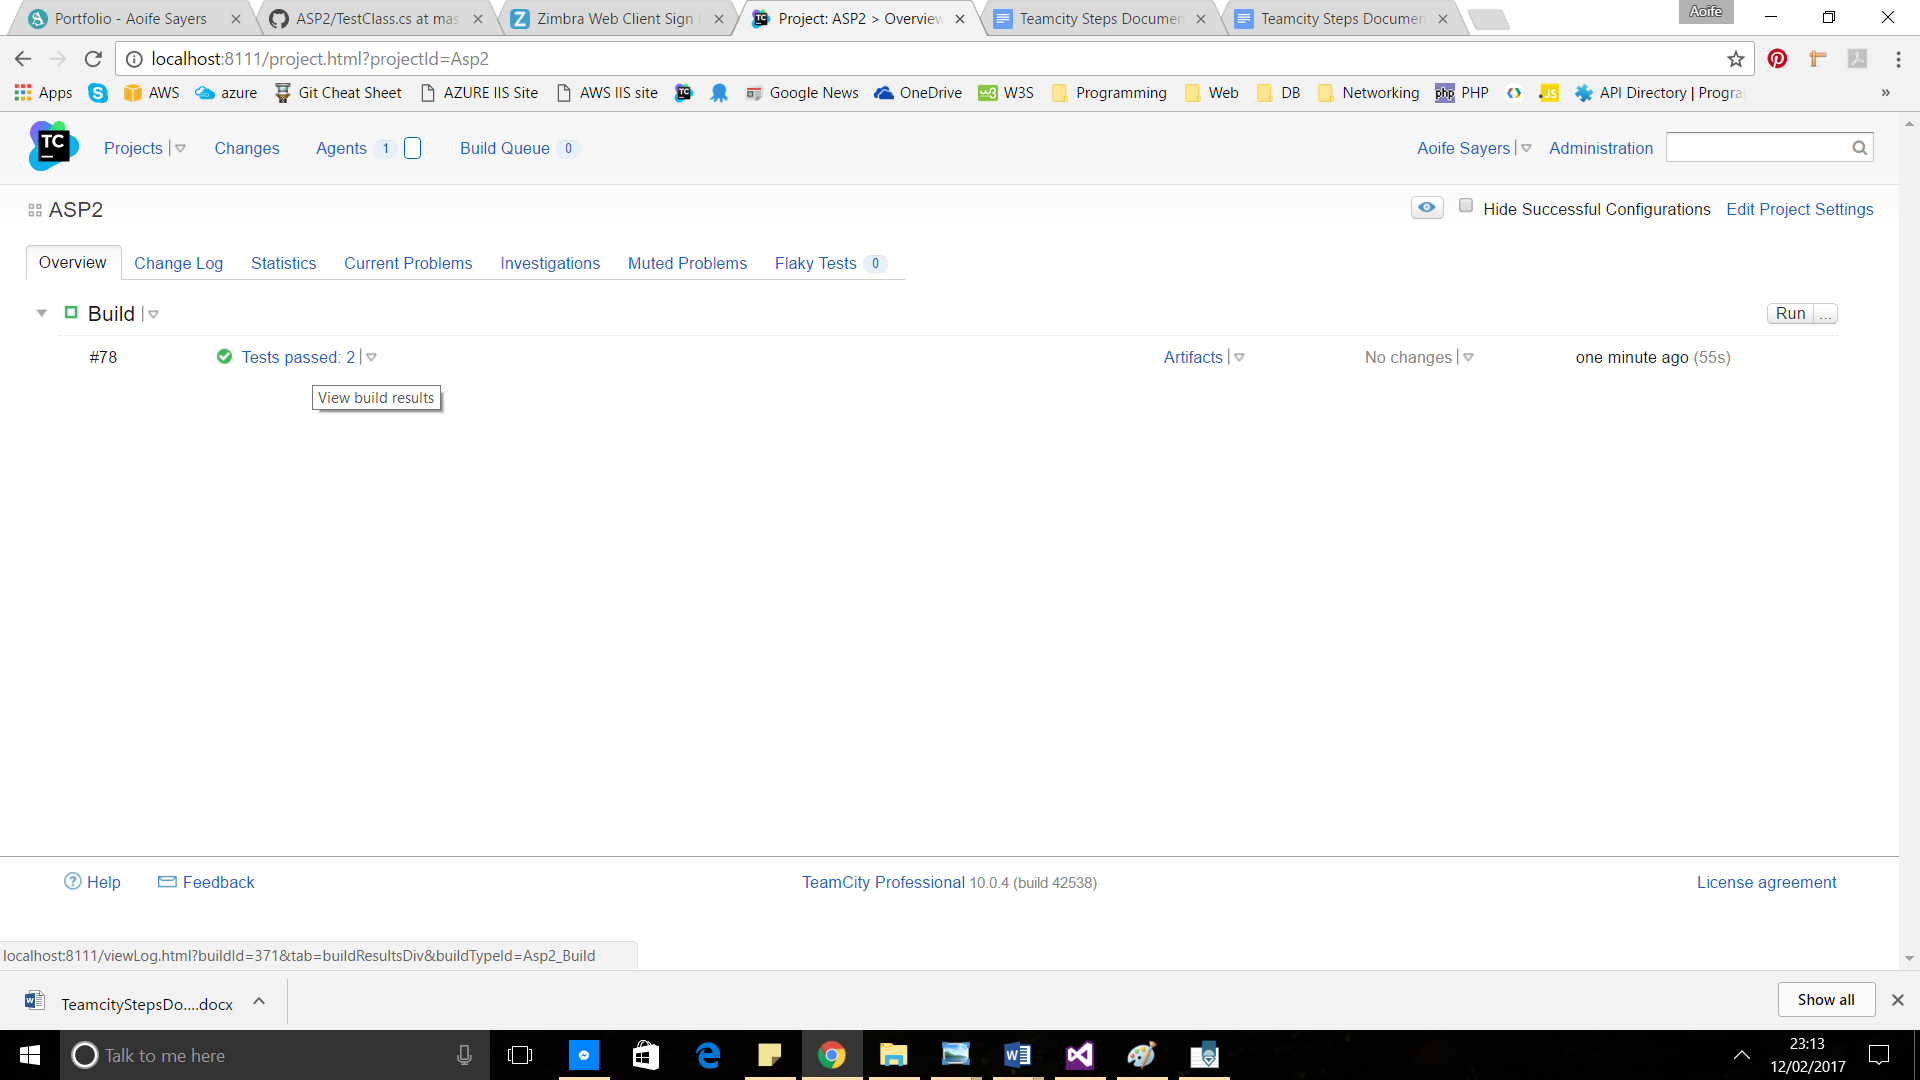 Portfolio - Aoife Sayers
ASP2/TestClass.cs at mas
Zimbra Web Client Sign I
Project: ASP2 > Overview
Teamcity Steps Documen
Teamcity Steps Documen
Aoife
localhost:8111/project.html?projectId=Asp2
Apps
AWS
azure
Git Cheat Sheet
AZURE IIS Site
AWS IIS site
TC
Google News
OneDrive
W3S
Programming
Web
DB
Networking
php PHP
JS
API Directory | Progra
»
TC
Projects
Changes
Agents 1
Build Queue 0
Aoife Sayers
Administration
ASP2
Hide Successful Configurations
Edit Project Settings
Overview
Change Log
Statistics
Current Problems
Investigations
Muted Problems
Flaky Tests 0
Build
Run ...
#78
Tests passed: 2
Artifacts
No changes
one minute ago (55s)
View build results
Help
Feedback
TeamCity Professional 10.0.4 (build 42538)
License agreement
localhost:8111/viewLog.html?buildId=371&tab=buildResultsDiv&buildTypeId=Asp2_Build
TeamcityStepsDo....docx
Show all
Talk to me here
23:13
12/02/2017